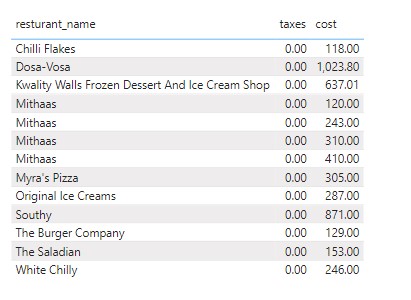 resturant_name taxes cost
Chilli Flakes 0.00 118.00
Dosa-Vosa 0.00 1,023.80
Kwality Walls Frozen Dessert And Ice Cream Shop 0.00 637.01
Mithaas 0.00 120.00
Mithaas 0.00 243.00
Mithaas 0.00 310.00
Mithaas 0.00 410.00
Myra's Pizza 0.00 305.00
Original Ice Creams 0.00 287.00
Southy 0.00 871.00
The Burger Company 0.00 129.00
The Saladian 0.00 153.00
White Chilly 0.00 246.00